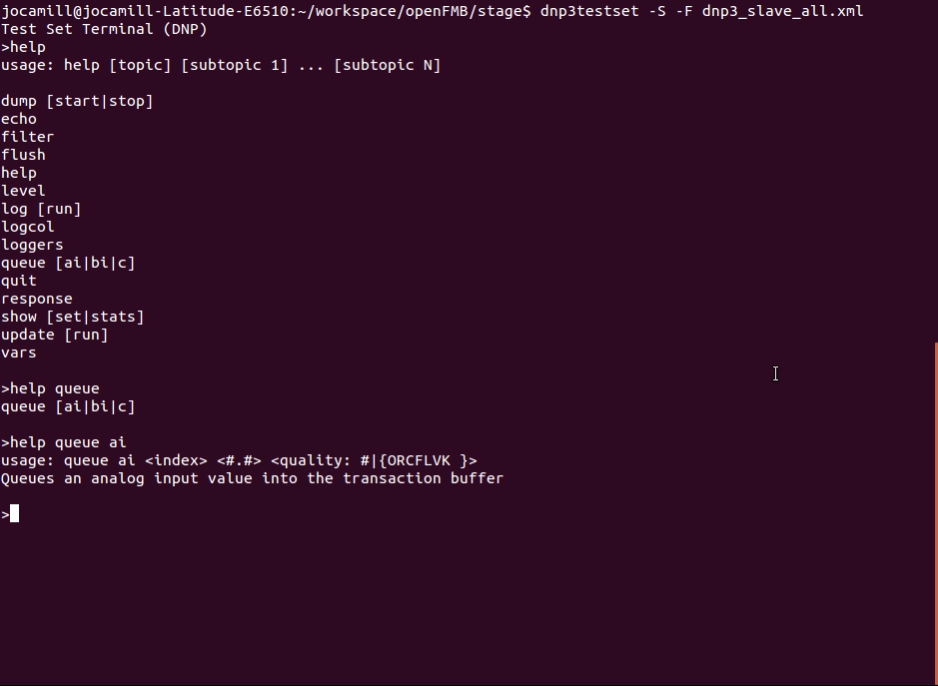 jocamill@jocamill-Latitude-E6510:~/workspace/openFMB/stage$ dnp3testset -S -F dnp3_slave_all.xml
Test Set Terminal (DNP)
>help
usage: help [topic] [subtopic 1] ... [subtopic N]
dump [start|stop]
echo
filter
flush
help
level
log [run]
logcol
loggers
queue [ai|bi|c]
quit
response
show [set|stats]
update [run]
vars
>help queue
queue [ai|bi|c]
>help queue ai
usage: queue ai <index> <#.#> <quality: #|{ORCFLVK }>
Queues an analog input value into the transaction buffer
>